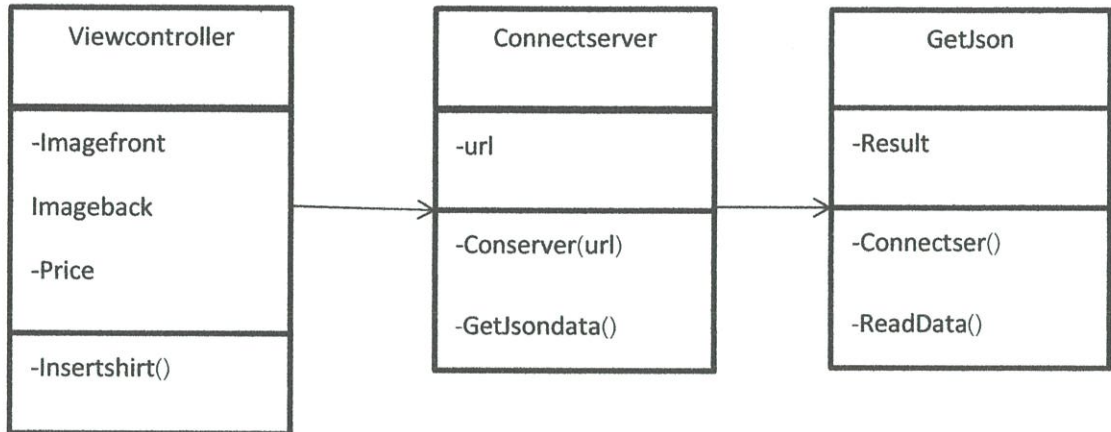 Viewcontroller
-Imagefront
Imageback
-Price
-Insertshirt()
Connectserver
-url
-Conserver(url)
-GetJsondata()
GetJson
-Result
-Connectser()
-ReadData()